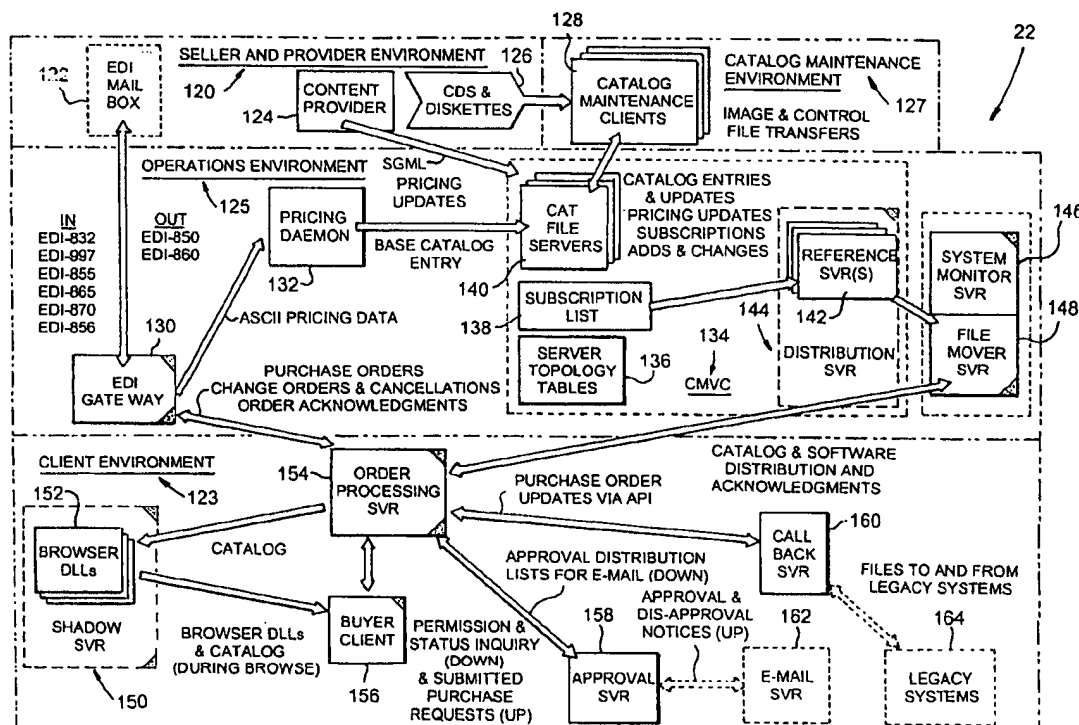 128
22
EDI
MAIL
BOX
122
SELLER AND PROVIDER ENVIRONMENT
120
126
CONTENT
PROVIDER
124
CDS &
DISKETTES
CATALOG
MAINTENANCE
CLIENTS
CATALOG MAINTENANCE
ENVIRONMENT
127
IMAGE & CONTROL
FILE TRANSFERS
OPERATIONS ENVIRONMENT
125
SGML
PRICING
UPDATES
IN
EDI-832
EDI-997
EDI-855
EDI-865
EDI-870
EDI-856
OUT
EDI-850
EDI-860
PRICING
DAEMON
132
BASE CATALOG
ENTRY
CAT
FILE
SERVERS
140
CATALOG ENTRIES
& UPDATES
PRICING UPDATES
SUBSCRIPTIONS
ADDS & CHANGES
REFERENCE
SVR(S)
142
144
DISTRIBUTION
SVR
SYSTEM
MONITOR
SVR
146
FILE
MOVER
SVR
148
138
SUBSCRIPTION
LIST
SERVER
TOPOLOGY
TABLES
136
134
CMVC
ASCII PRICING DATA
130
EDI
GATE WAY
PURCHASE ORDERS
CHANGE ORDERS & CANCELLATIONS
ORDER ACKNOWLEDGMENTS
CLIENT ENVIRONMENT
123
154
ORDER
PROCESSING
SVR
CATALOG & SOFTWARE
DISTRIBUTION AND
ACKNOWLEDGMENTS
PURCHASE ORDER
UPDATES VIA API
152
BROWSER
DLLs
SHADOW
SVR
150
CATALOG
BROWSER DLLs
& CATALOG
(DURING BROWSE)
BUYER
CLIENT
156
PERMISSION &
STATUS INQUIRY
(DOWN)
& SUBMITTED
PURCHASE
REQUESTS (UP)
APPROVAL DISTRIBUTION
LISTS FOR E-MAIL (DOWN)
APPROVAL &
DIS-APPROVAL
NOTICES (UP)
158
APPROVAL
SVR
CALL
BACK
SVR
160
FILES TO AND FROM
LEGACY SYSTEMS
162
E-MAIL
SVR
164
LEGACY
SYSTEMS